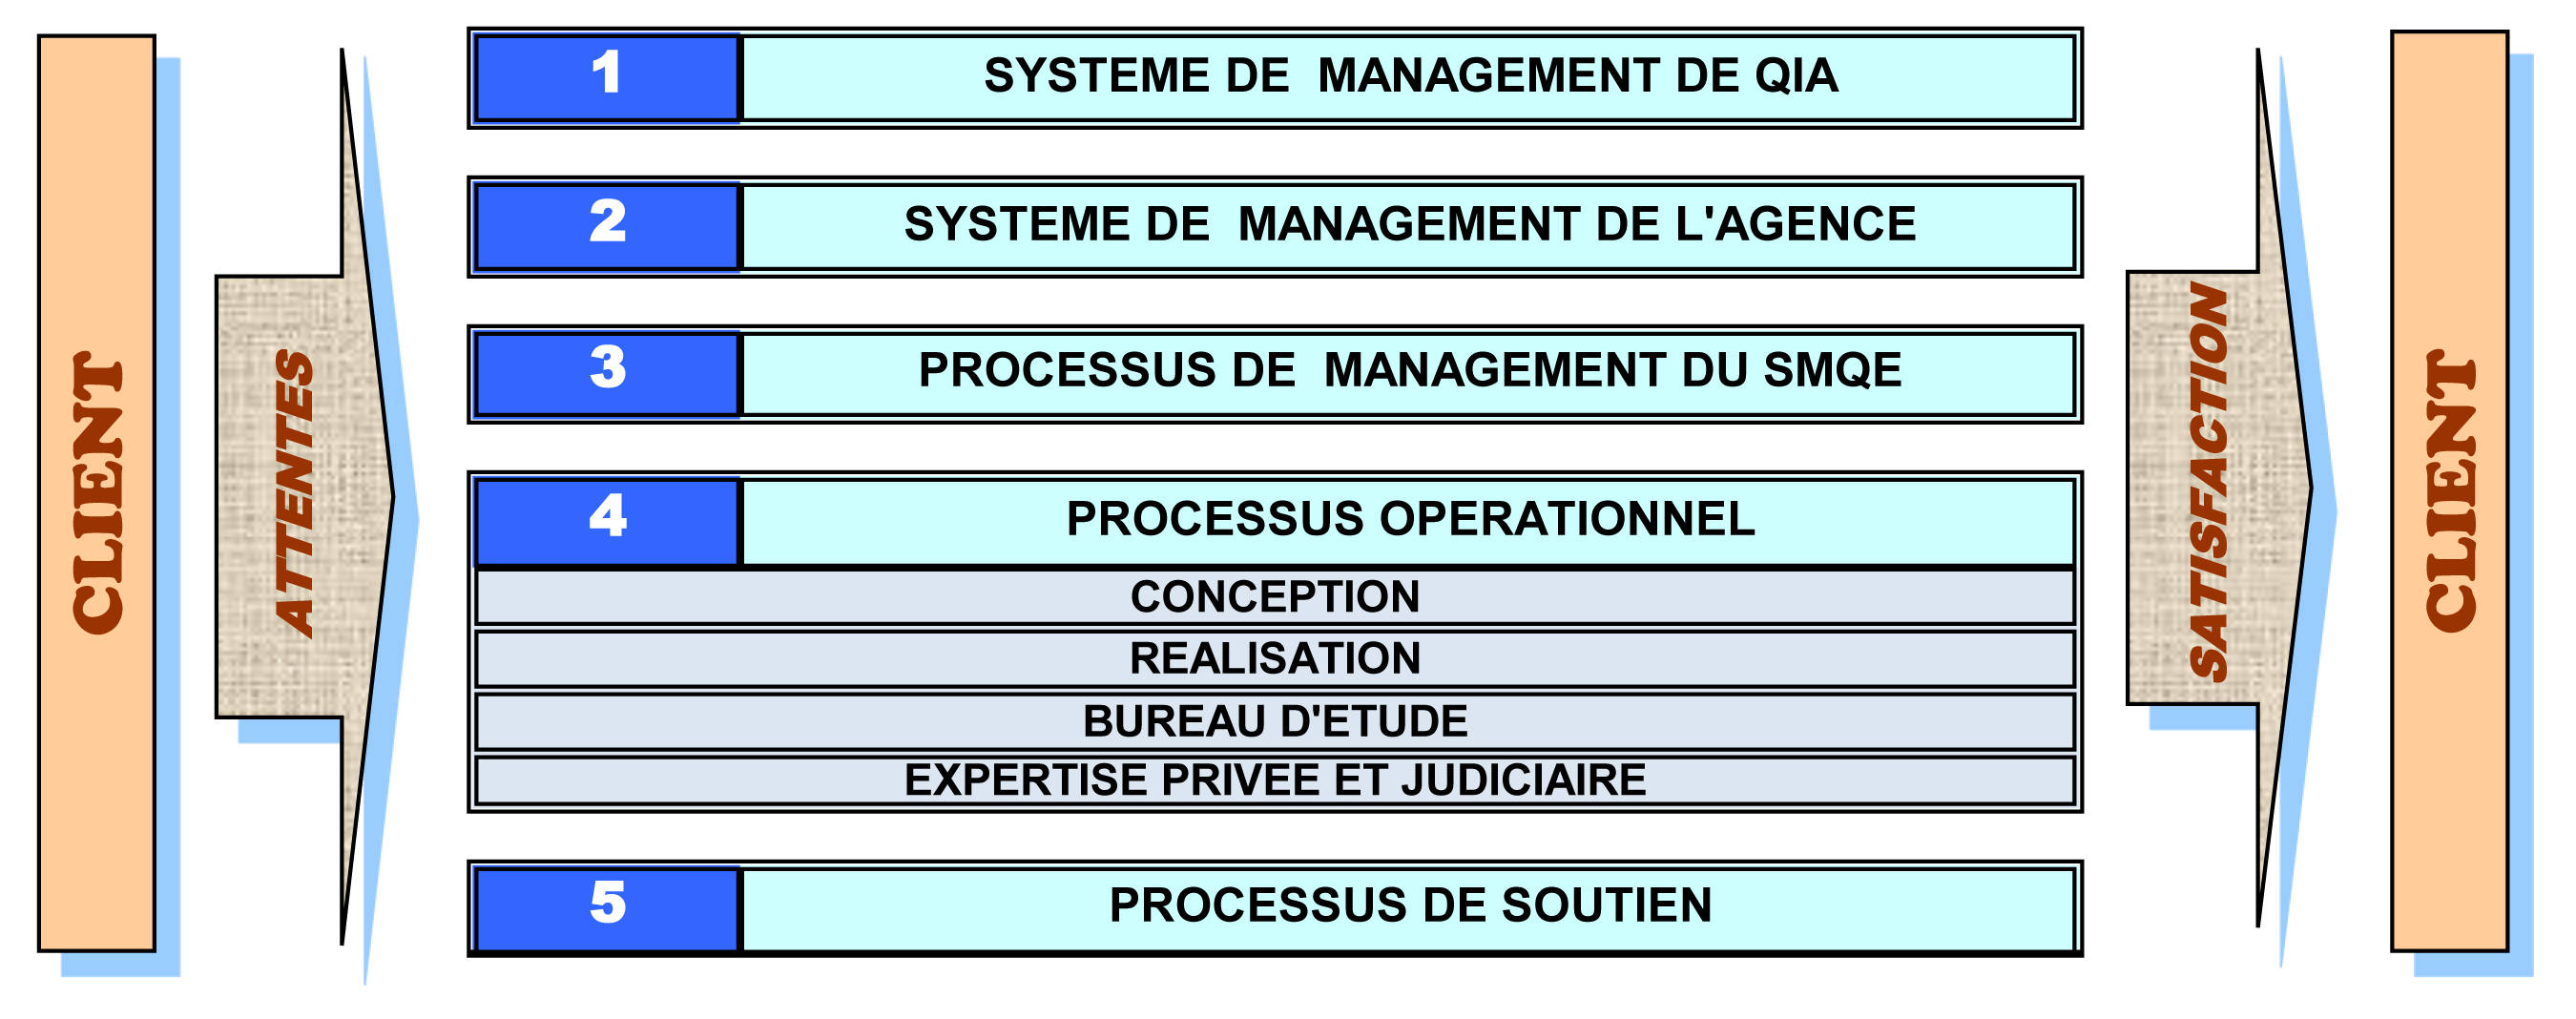 CLIENT
ATTENTES
1
SYSTEME DE MANAGEMENT DE QIA
2
SYSTEME DE MANAGEMENT DE L'AGENCE
3
PROCESSUS DE MANAGEMENT DU SMQE
4
PROCESSUS OPERATIONNEL
CONCEPTION
REALISATION
BUREAU D'ETUDE
EXPERTISE PRIVEE ET JUDICIAIRE
5
PROCESSUS DE SOUTIEN
SATISFACTION
CLIENT